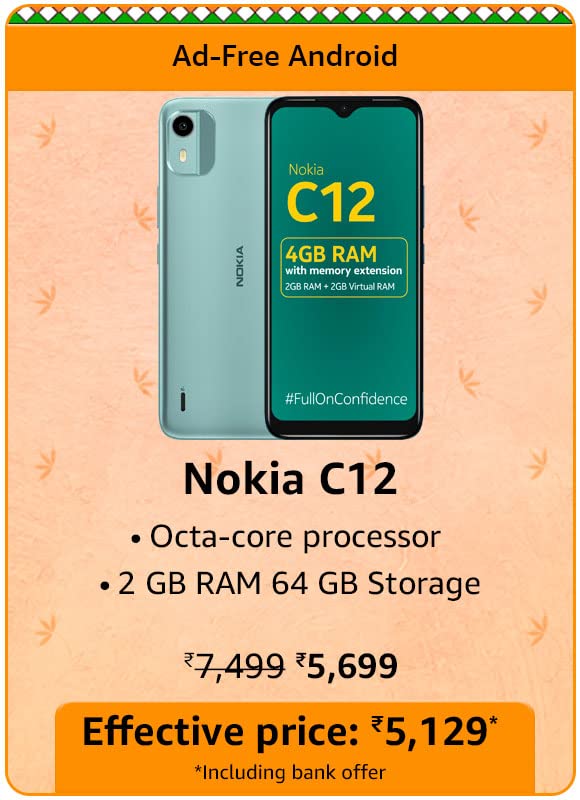 Ad-Free Android
NOKIA
Nokia
C12
4GB RAM
with memory extension
2GB RAM + 2GB Virtual RAM
#FullOnConfidence
Nokia C12
• Octa-core processor
• 2 GB RAM 64 GB Storage
₹7,499 ₹5,699
Effective price: ₹5,129*
*Including bank offer